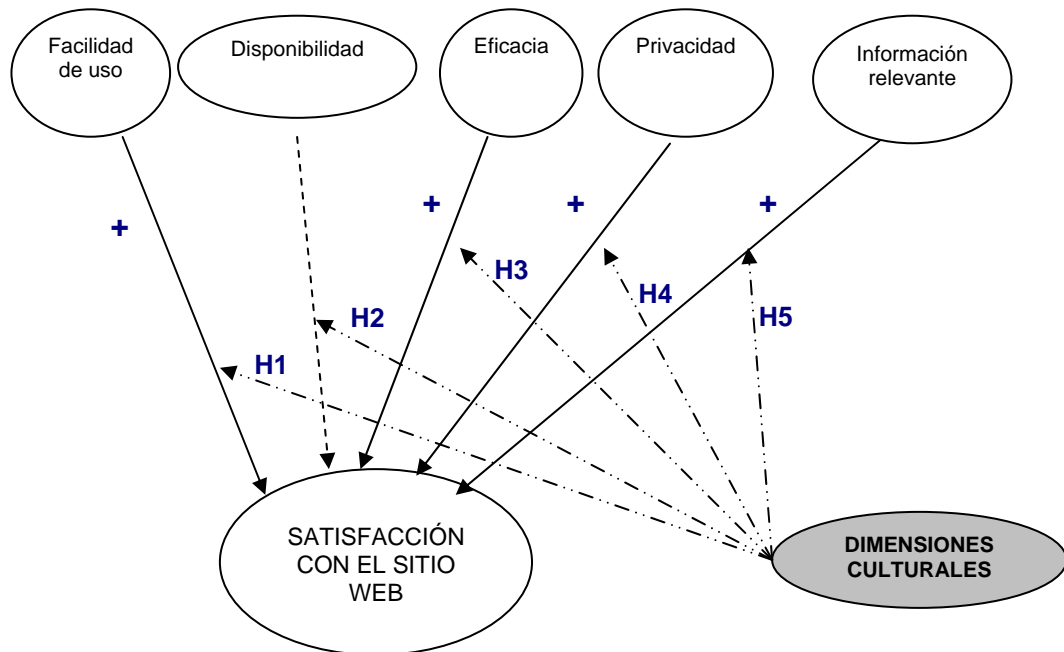 Facilidad
de uso
Disponibilidad
Eficacia
Privacidad
Información
relevante
+
+
+
+
H3
H4
H5
H2
H1
SATISFACCIÓN
CON EL SITIO
WEB
DIMENSIONES
CULTURALES